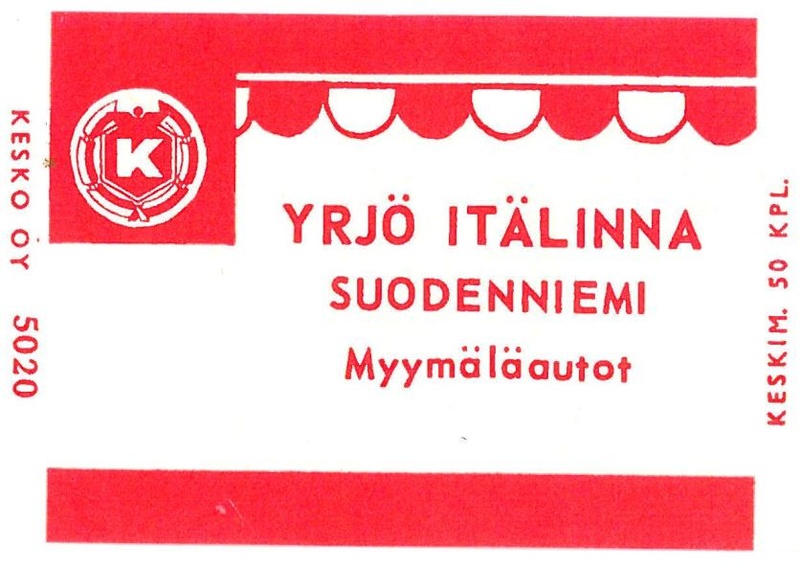 K
YRJÖ ITÄLINNA
SUODENNIEMI
Myymäläautot
KESKO OY 5020
KESKIM. 50 KPL.